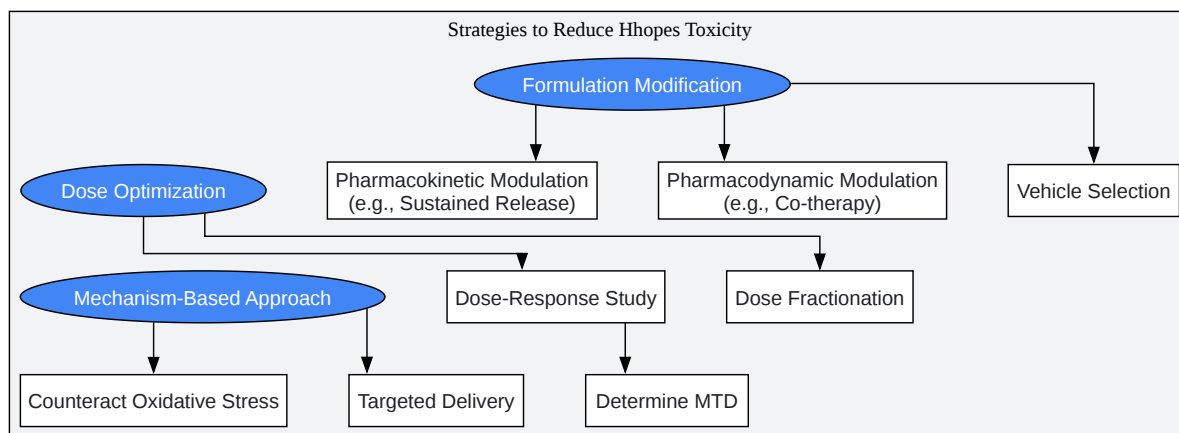 Strategies to Reduce Hhopes Toxicity
Formulation Modification
Pharmacokinetic Modulation
(e.g., Sustained Release)
Pharmacodynamic Modulation
(e.g., Co-therapy)
Vehicle Selection
Dose Optimization
Dose-Response Study
Dose Fractionation
Mechanism-Based Approach
Counteract Oxidative Stress
Targeted Delivery
Determine MTD